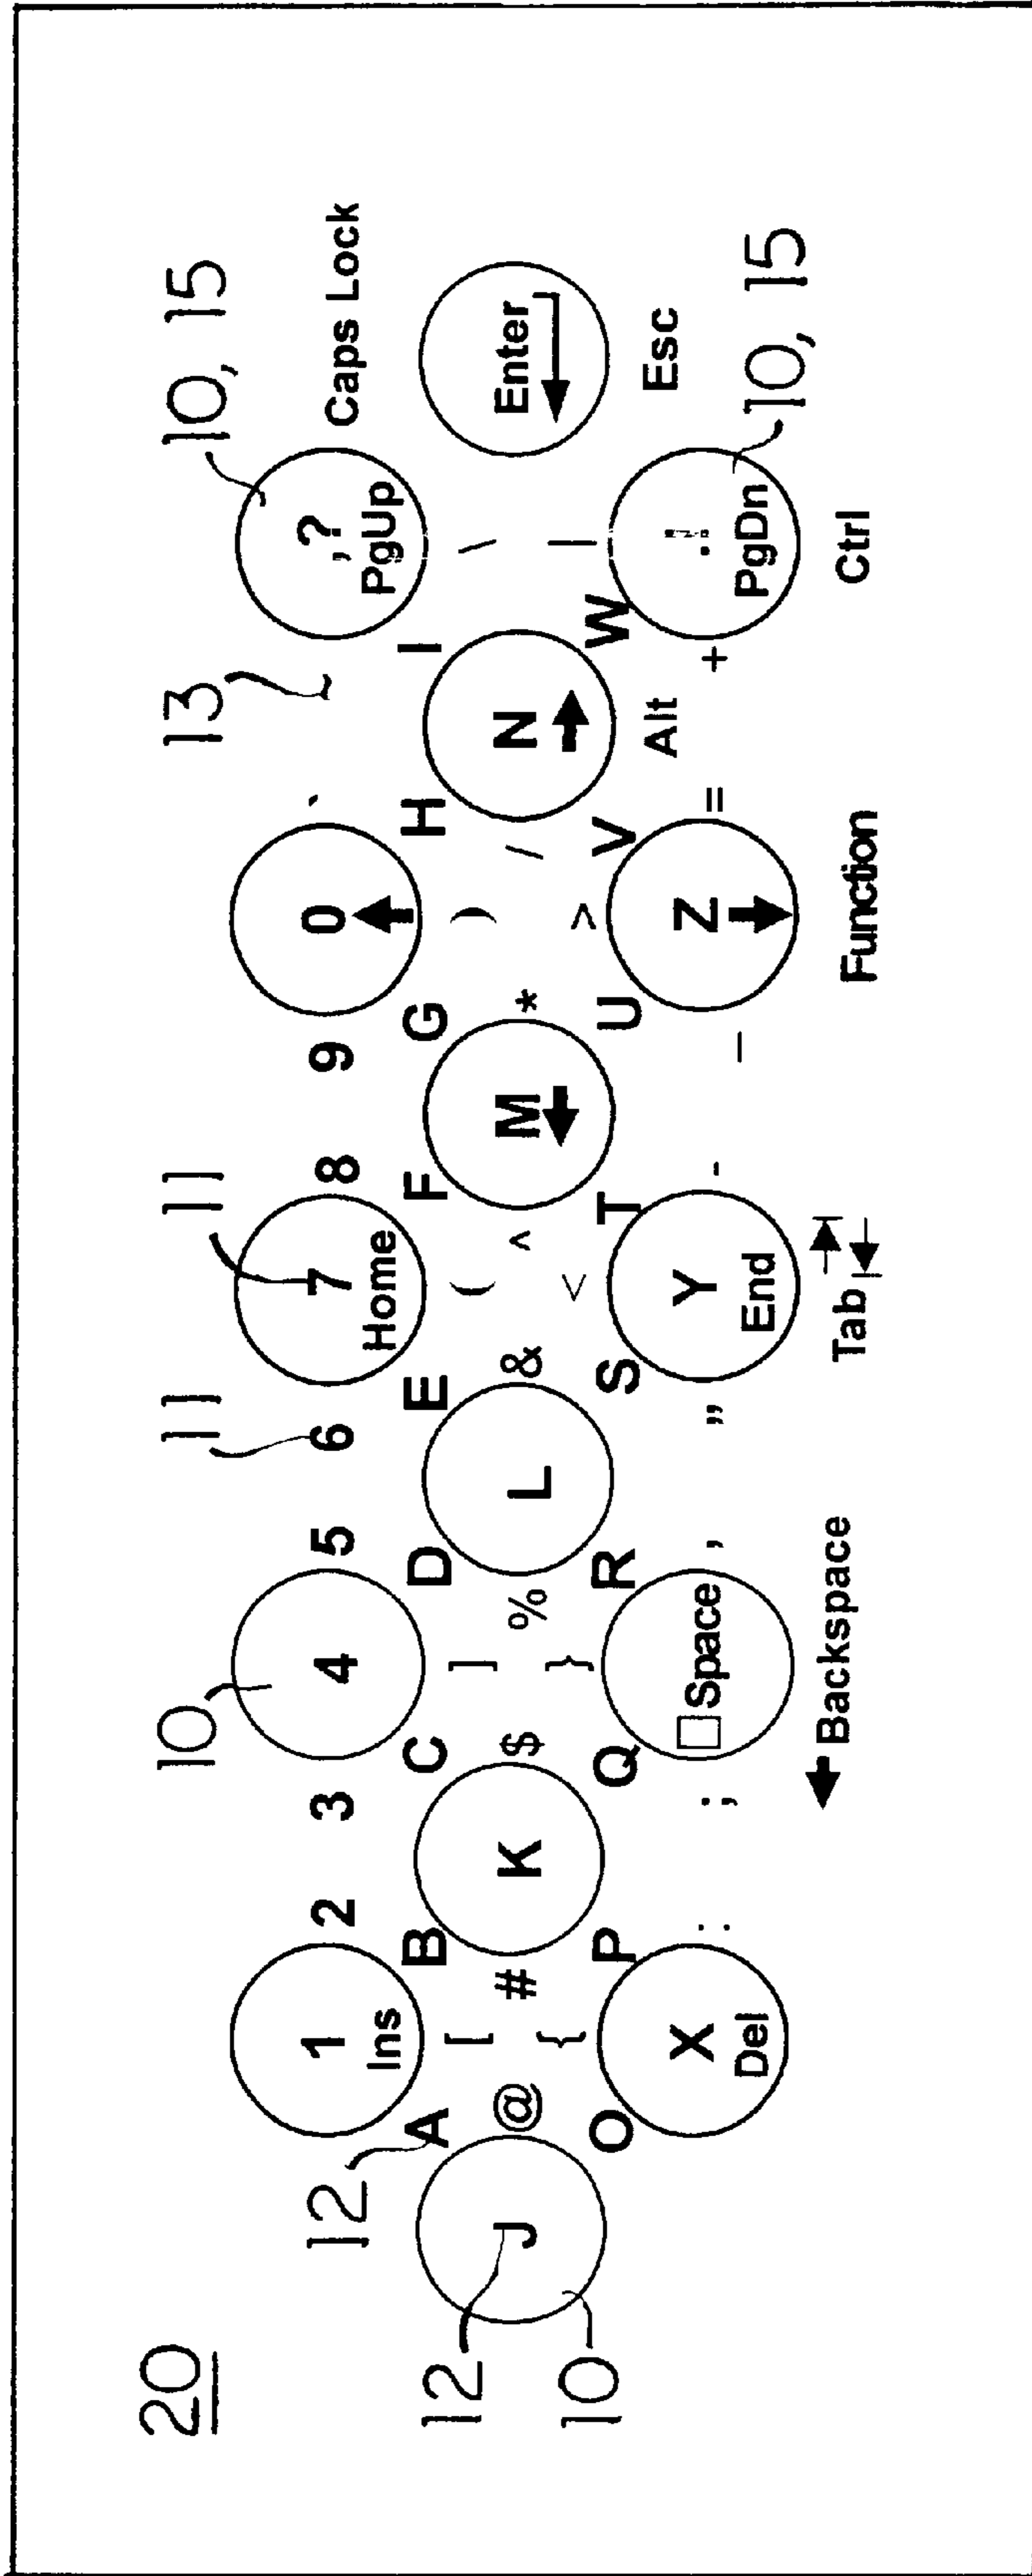 20 10 11 11 13 10, 15
12 1 2 3 4 5 6 7 8 9 0 ` ,? Caps Lock
Ins Home ↑ PgUp
A B C D E F G H I
[ ] ( ) \
12 J @ # K $ % L & ^ M * / N Enter
{ } < ← > → | ↵
10 O P Q R S T U V W
Alt Esc
X : ; □Space , " Y - _ Z = + .!
Del End ↓ PgDn 10, 15
← Backspace Tab Function Ctrl